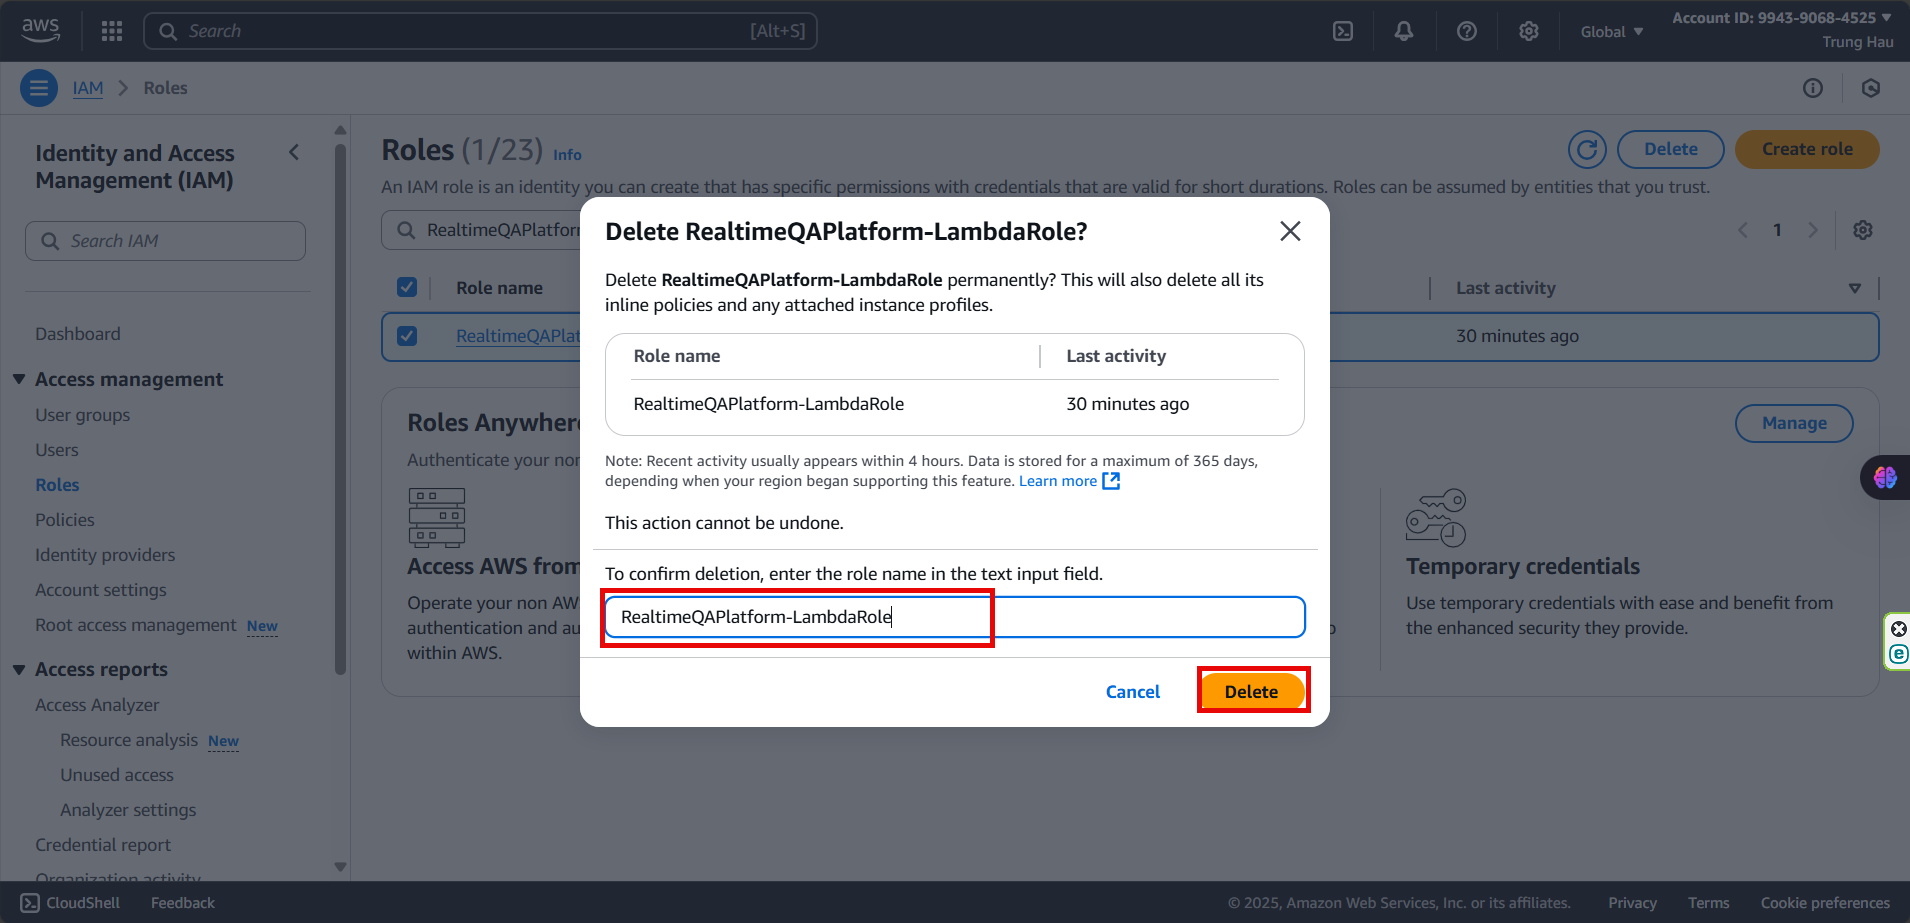 aws
Search
[Alt+S]
Global
Account ID: 9943-9068-4525
Trung Hau
IAM
Roles
Identity and Access
Management (IAM)
Search IAM
Dashboard
Access management
User groups
Users
Roles
Policies
Identity providers
Account settings
Root access management New
Access reports
Access Analyzer
Resource analysis New
Unused access
Analyzer settings
Credential report
Organization activity
Roles (1/23) Info
Delete
Create role
An IAM role is an identity you can create that has specific permissions with credentials that are valid for short durations. Roles can be assumed by entities that you trust.
RealtimeQAPlatfor
1
Role name
Last activity
RealtimeQAPlat
30 minutes ago
Roles Anywher
Authenticate your no
Manage
Access AWS from
Operate your non AW
authentication and au
within AWS.
Temporary credentials
Use temporary credentials with ease and benefit from
the enhanced security they provide.
Delete RealtimeQAPlatform-LambdaRole?
Delete RealtimeQAPlatform-LambdaRole permanently? This will also delete all its
inline policies and any attached instance profiles.
Role name
Last activity
RealtimeQAPlatform-LambdaRole
30 minutes ago
Note: Recent activity usually appears within 4 hours. Data is stored for a maximum of 365 days,
depending when your region began supporting this feature. Learn more
This action cannot be undone.
To confirm deletion, enter the role name in the text input field.
RealtimeQAPlatform-LambdaRole
Cancel
Delete
CloudShell
Feedback
© 2025, Amazon Web Services, Inc. or its affiliates.
Privacy
Terms
Cookie preferences